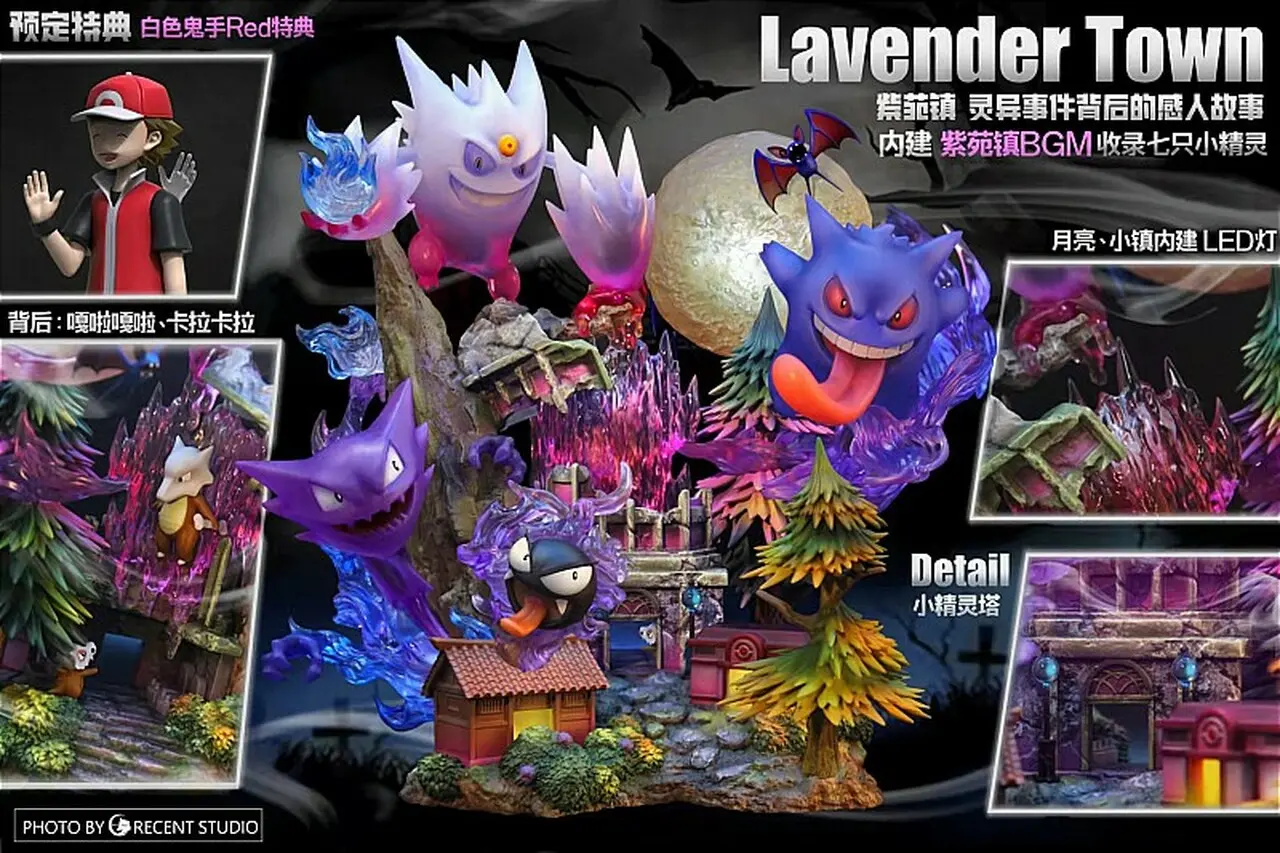 预定特典 白色鬼手Red特典
Lavender Town
紫苑镇 灵异事件背后的感人故事
内建 紫苑镇BGM 收录七只小精灵
月亮、小镇内建 LED灯
背后:嘎啦嘎啦、卡拉卡拉
Detail
小精灵塔
PHOTO BY RECENT STUDIO